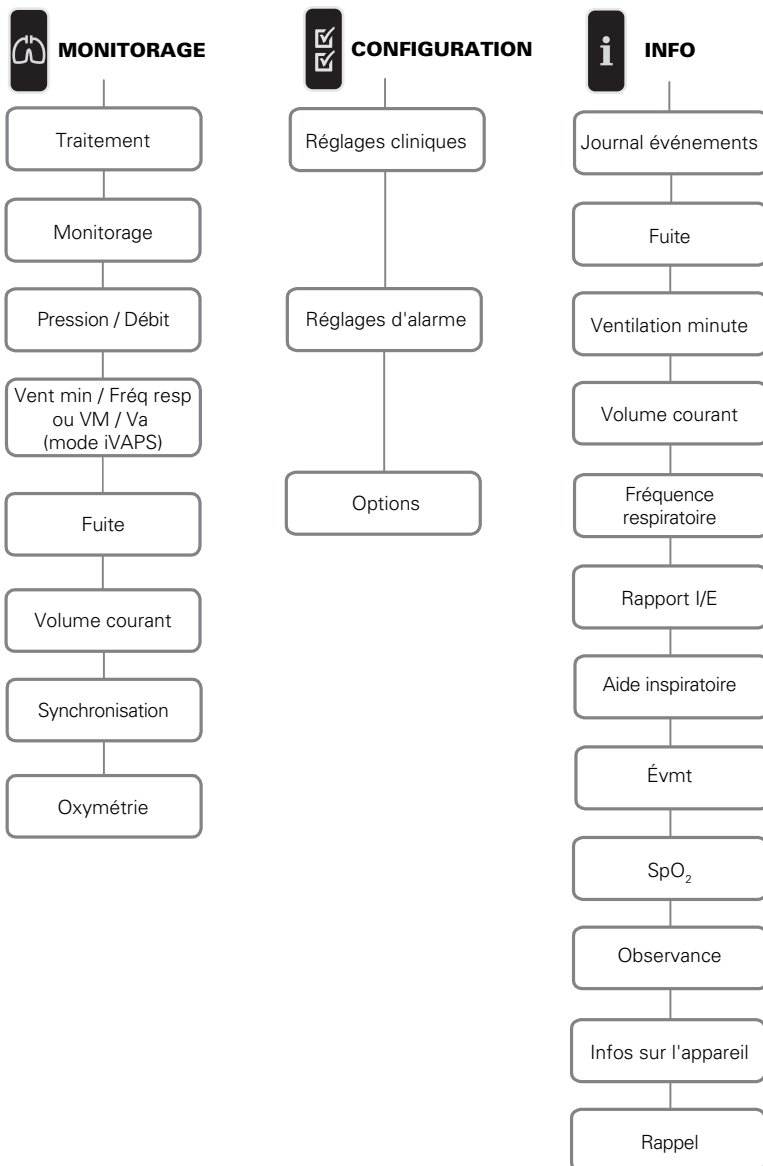 MONITORAGE
Traitement
Monitorage
Pression / Débit
Vent min / Fréq resp
ou VM / Va
(mode iVAPS)
Fuite
Volume courant
Synchronisation
Oxymétrie
CONFIGURATION
Réglages cliniques
Réglages d'alarme
Options
i INFO
Journal événements
Fuite
Ventilation minute
Volume courant
Fréquence
respiratoire
Rapport I/E
Aide inspiratoire
Évmt
SpO₂
Observance
Infos sur l'appareil
Rappel